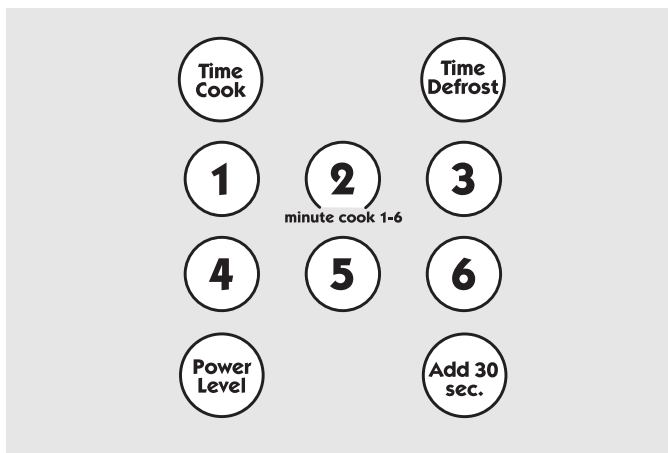 Time
Cook
Time
Defrost
1 2 3
minute cook 1-6
4 5 6
Power
Level
Add 30
sec.